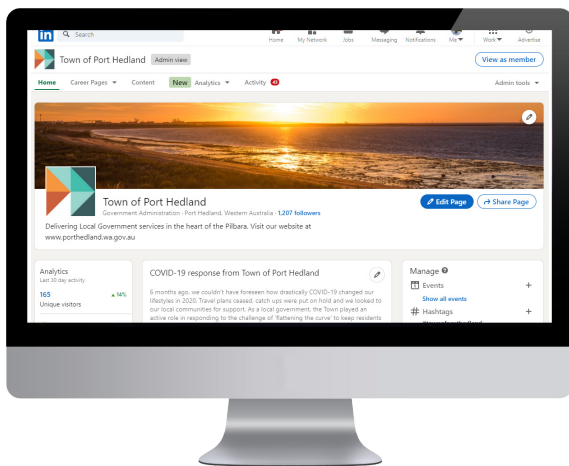 in Search
Home My Network Jobs Messaging Notifications Me Work Advertise
Town of Port Hedland Admin view View as member
Home Career Pages Content New Analytics Activity 43 Admin tools
Town of Port Hedland
Government Administration · Port Hedland, Western Australia · 1,207 followers
Edit Page Share Page
Delivering Local Government services in the heart of the Pilbara. Visit our website at
www.porthedland.wa.gov.au
Analytics
Last 30 day activity
165 14%
Unique visitors
COVID-19 response from Town of Port Hedland
6 months ago, we couldn't have foreseen how drastically COVID-19 changed our
lifestyles in 2020. Travel plans ceased, catch ups were put on hold and we looked to
our local communities for support. As a local government, the Town played an
active role in responding to the challenge of 'flattening the curve' to keep residents
Manage
Events +
Show all events
# Hashtags +